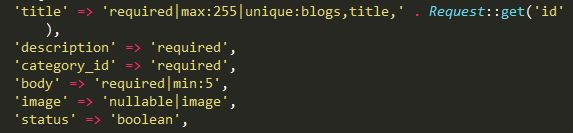 'title' => 'required|max:255|unique:blogs,title,' . Request::get('id'
),
'description' => 'required',
'category_id' => 'required',
'body' => 'required|min:5',
'image' => 'nullable|image',
'status' => 'boolean',